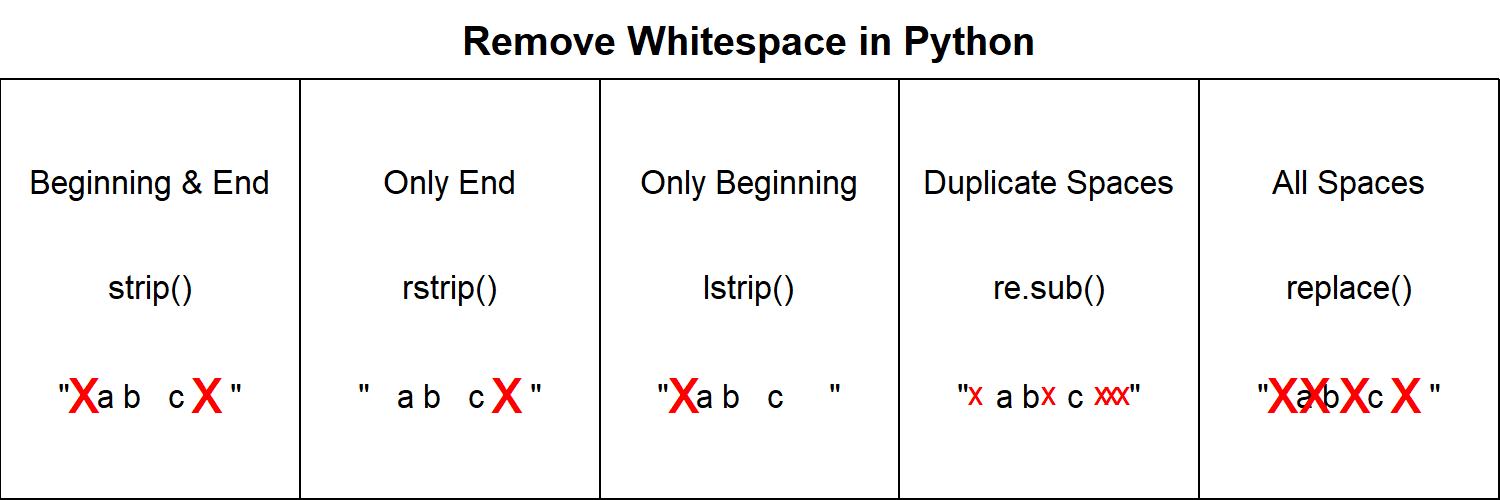 Remove Whitespace in Python
Beginning & End
strip()
"Xa b   c X "
Only End
rstrip()
"   a b   c X "
Only Beginning
lstrip()
"Xa b   c     "
Duplicate Spaces
re.sub()
"x  a bx c xxx"
All Spaces
replace()
"XaXbXc X "